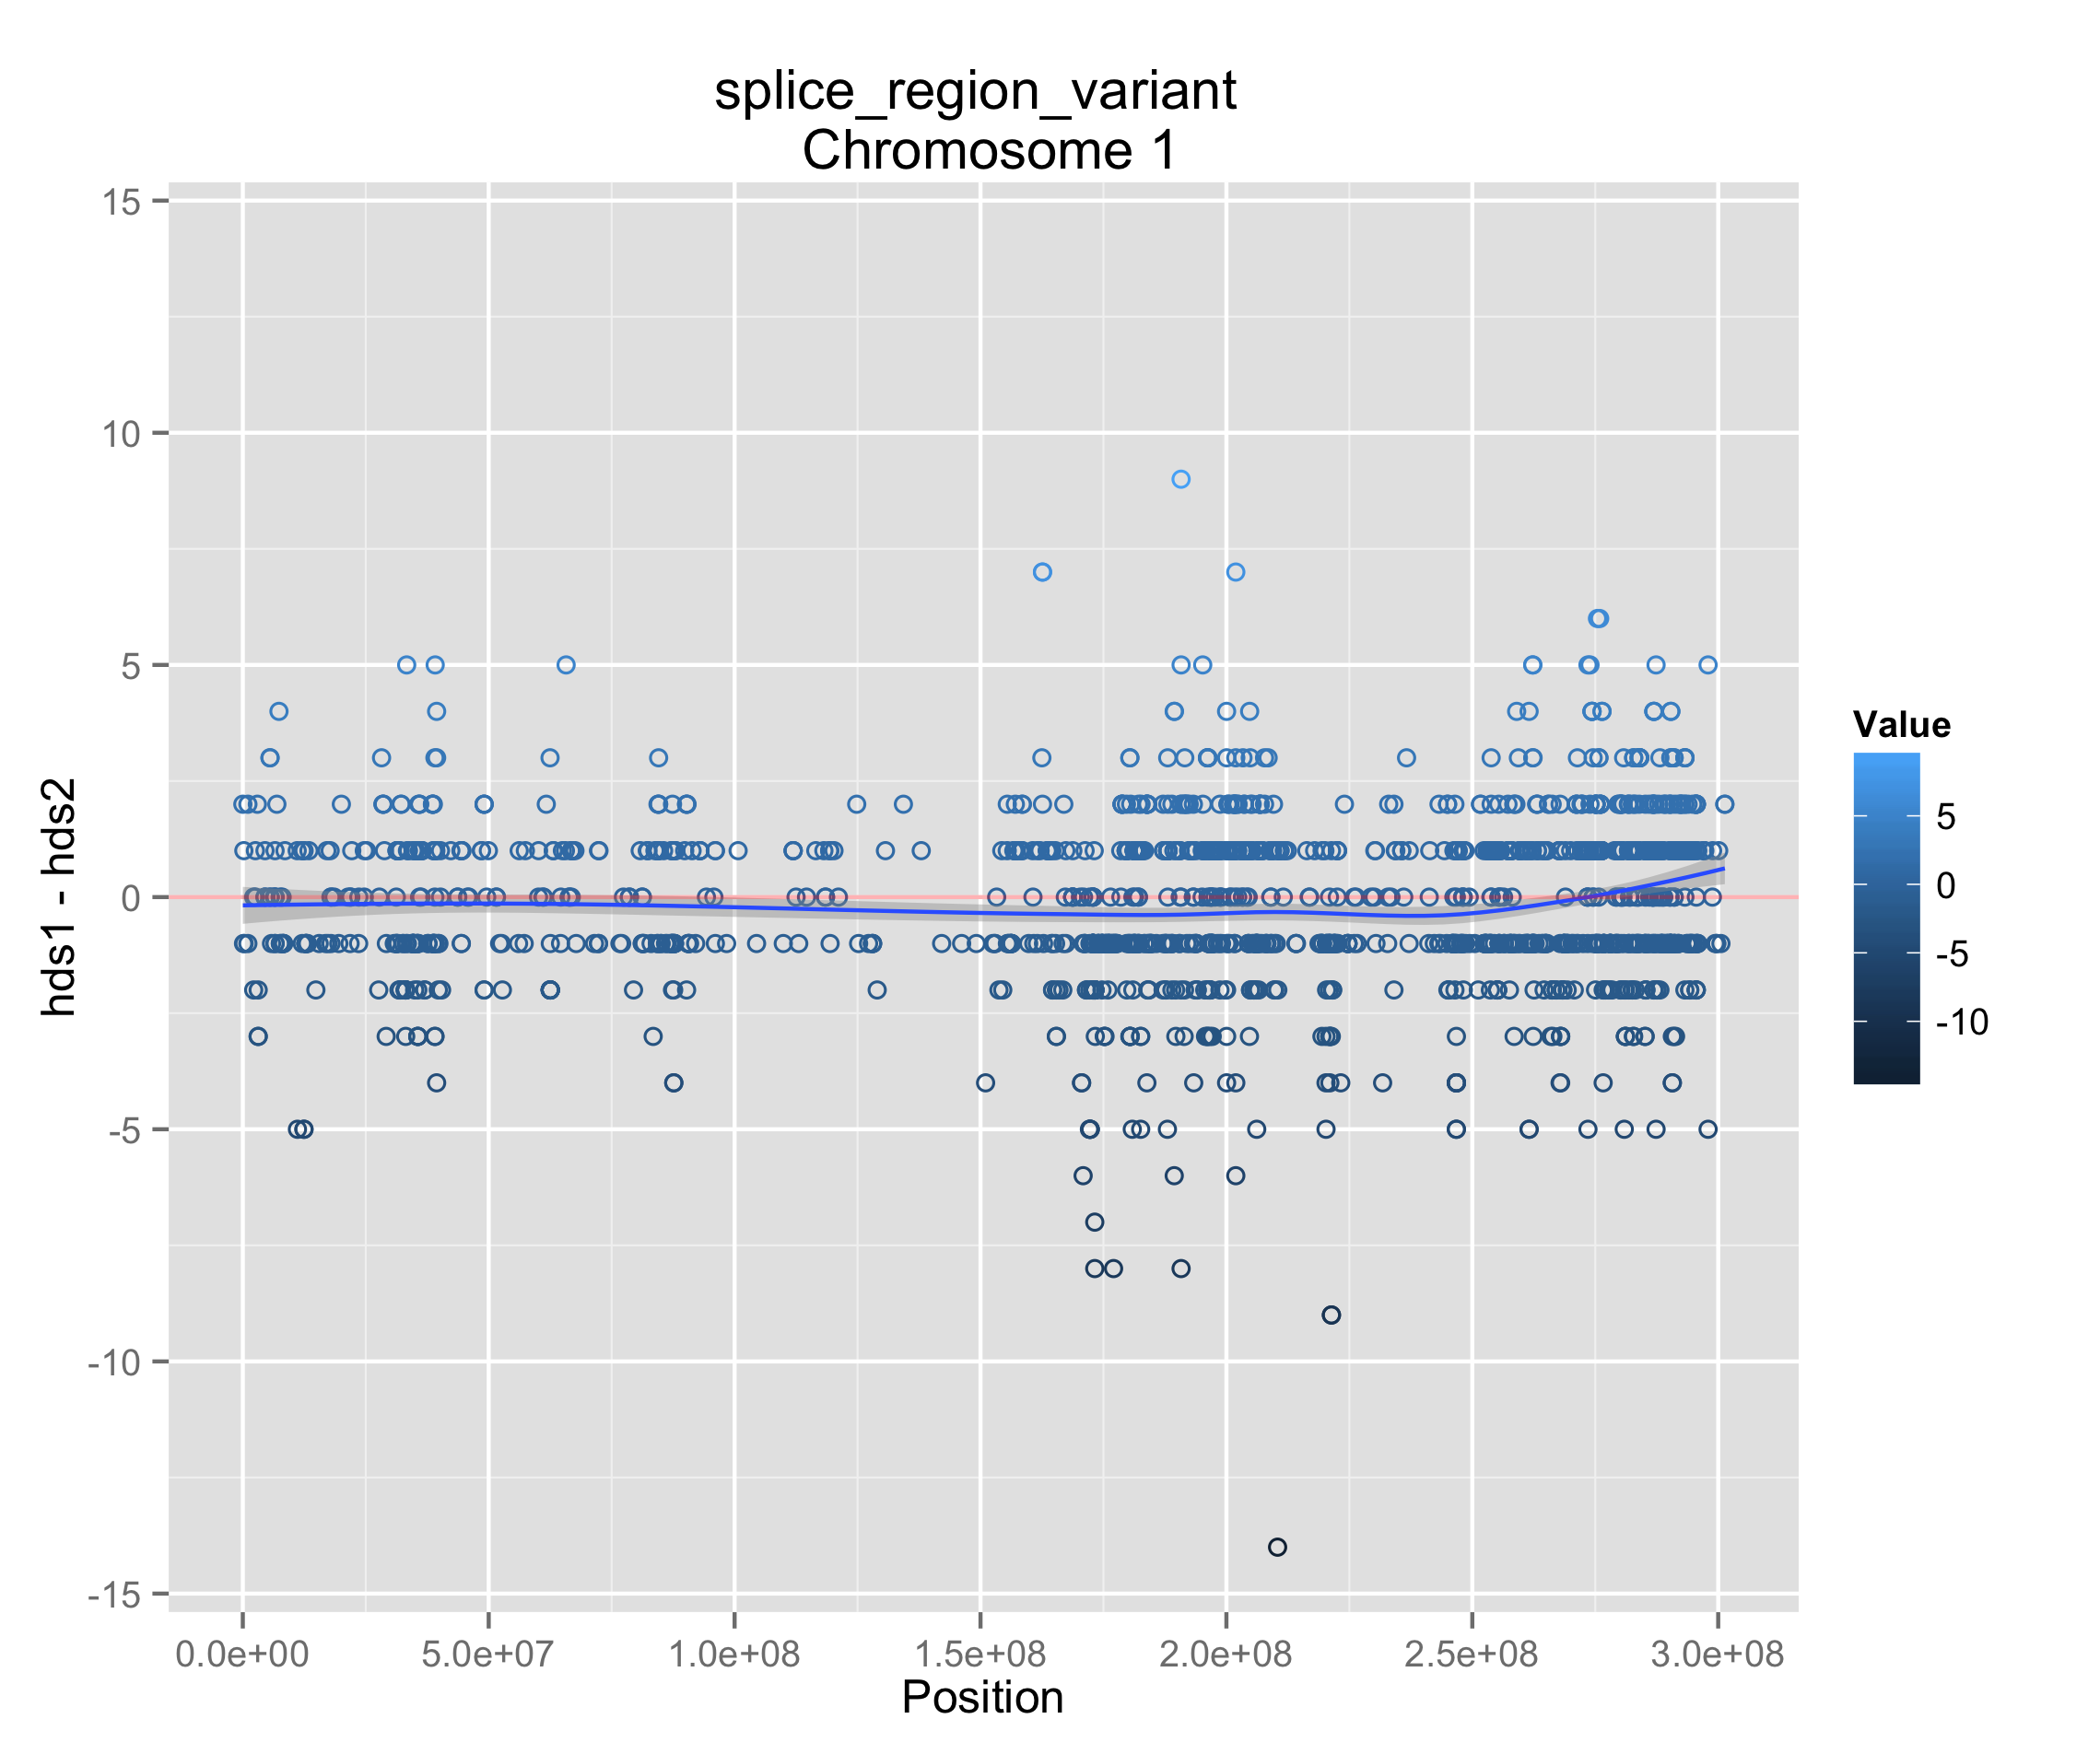 splice_region_variant
Chromosome 1
15
10
5
0
-5
-10
-15
hds1 - hds2
0.0e+00 5.0e+07 1.0e+08 1.5e+08 2.0e+08 2.5e+08 3.0e+08
Position
Value
5
0
-5
-10